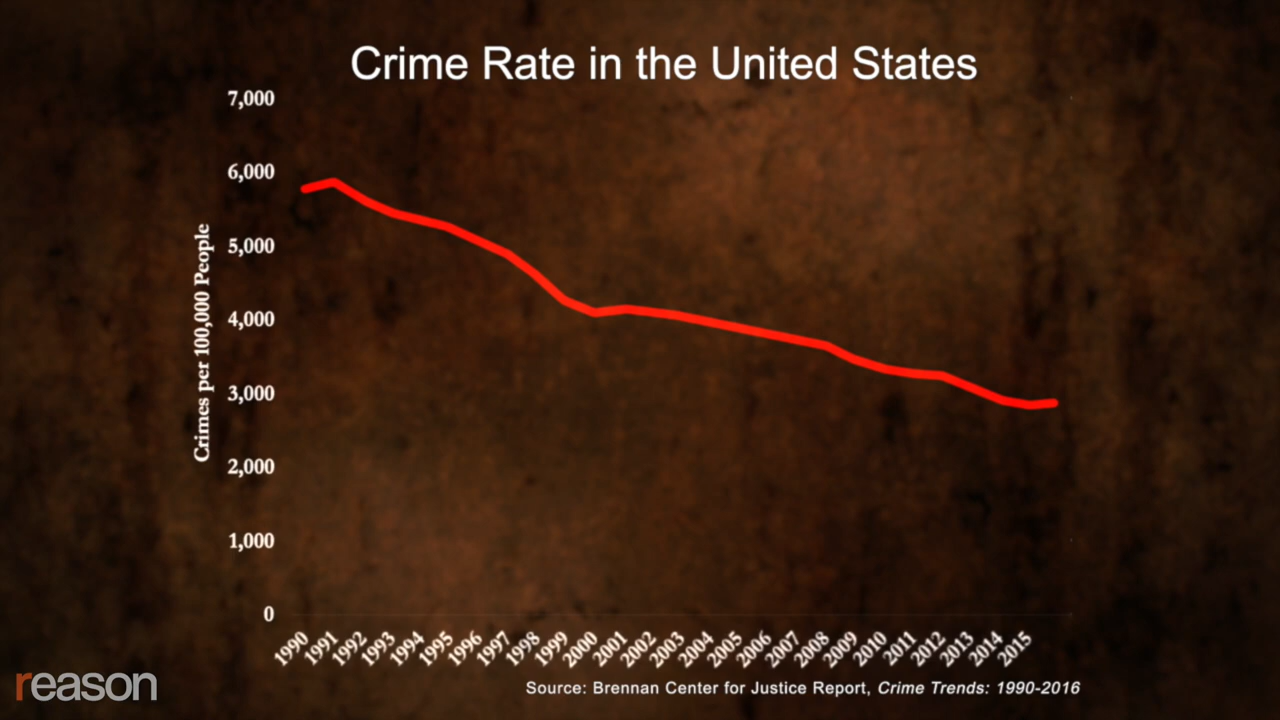 Crime Rate in the United States
7,000
6,000
5,000
4,000
3,000
2,000
1,000
0
Crimes per 100,000 People
1990 1991 1992 1993 1994 1995 1996 1997 1998 1999 2000 2001 2002 2003 2004 2005 2006 2007 2008 2009 2010 2011 2012 2013 2014 2015
Source: Brennan Center for Justice Report, Crime Trends: 1990-2016
reason